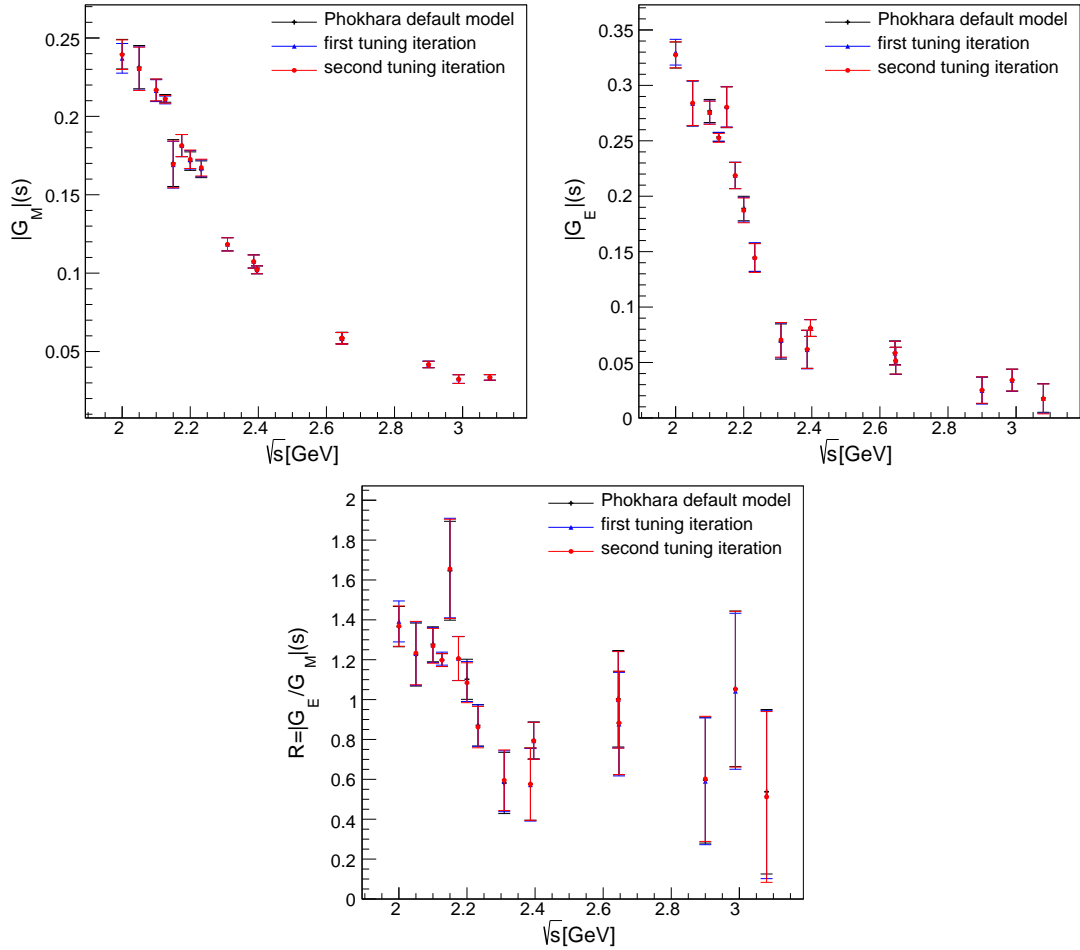 Phokhara default model
first tuning iteration
second tuning iteration
0.25
0.2
0.15
0.1
0.05
|G_M|(s)
2 2.2 2.4 2.6 2.8 3
√s[GeV]
Phokhara default model
first tuning iteration
second tuning iteration
0.35
0.3
0.25
0.2
0.15
0.1
0.05
0
|G_E|(s)
2 2.2 2.4 2.6 2.8 3
√s[GeV]
Phokhara default model
first tuning iteration
second tuning iteration
2
1.8
1.6
1.4
1.2
1
0.8
0.6
0.4
0.2
0
R=|G_E/G_M|(s)
2 2.2 2.4 2.6 2.8 3
√s[GeV]